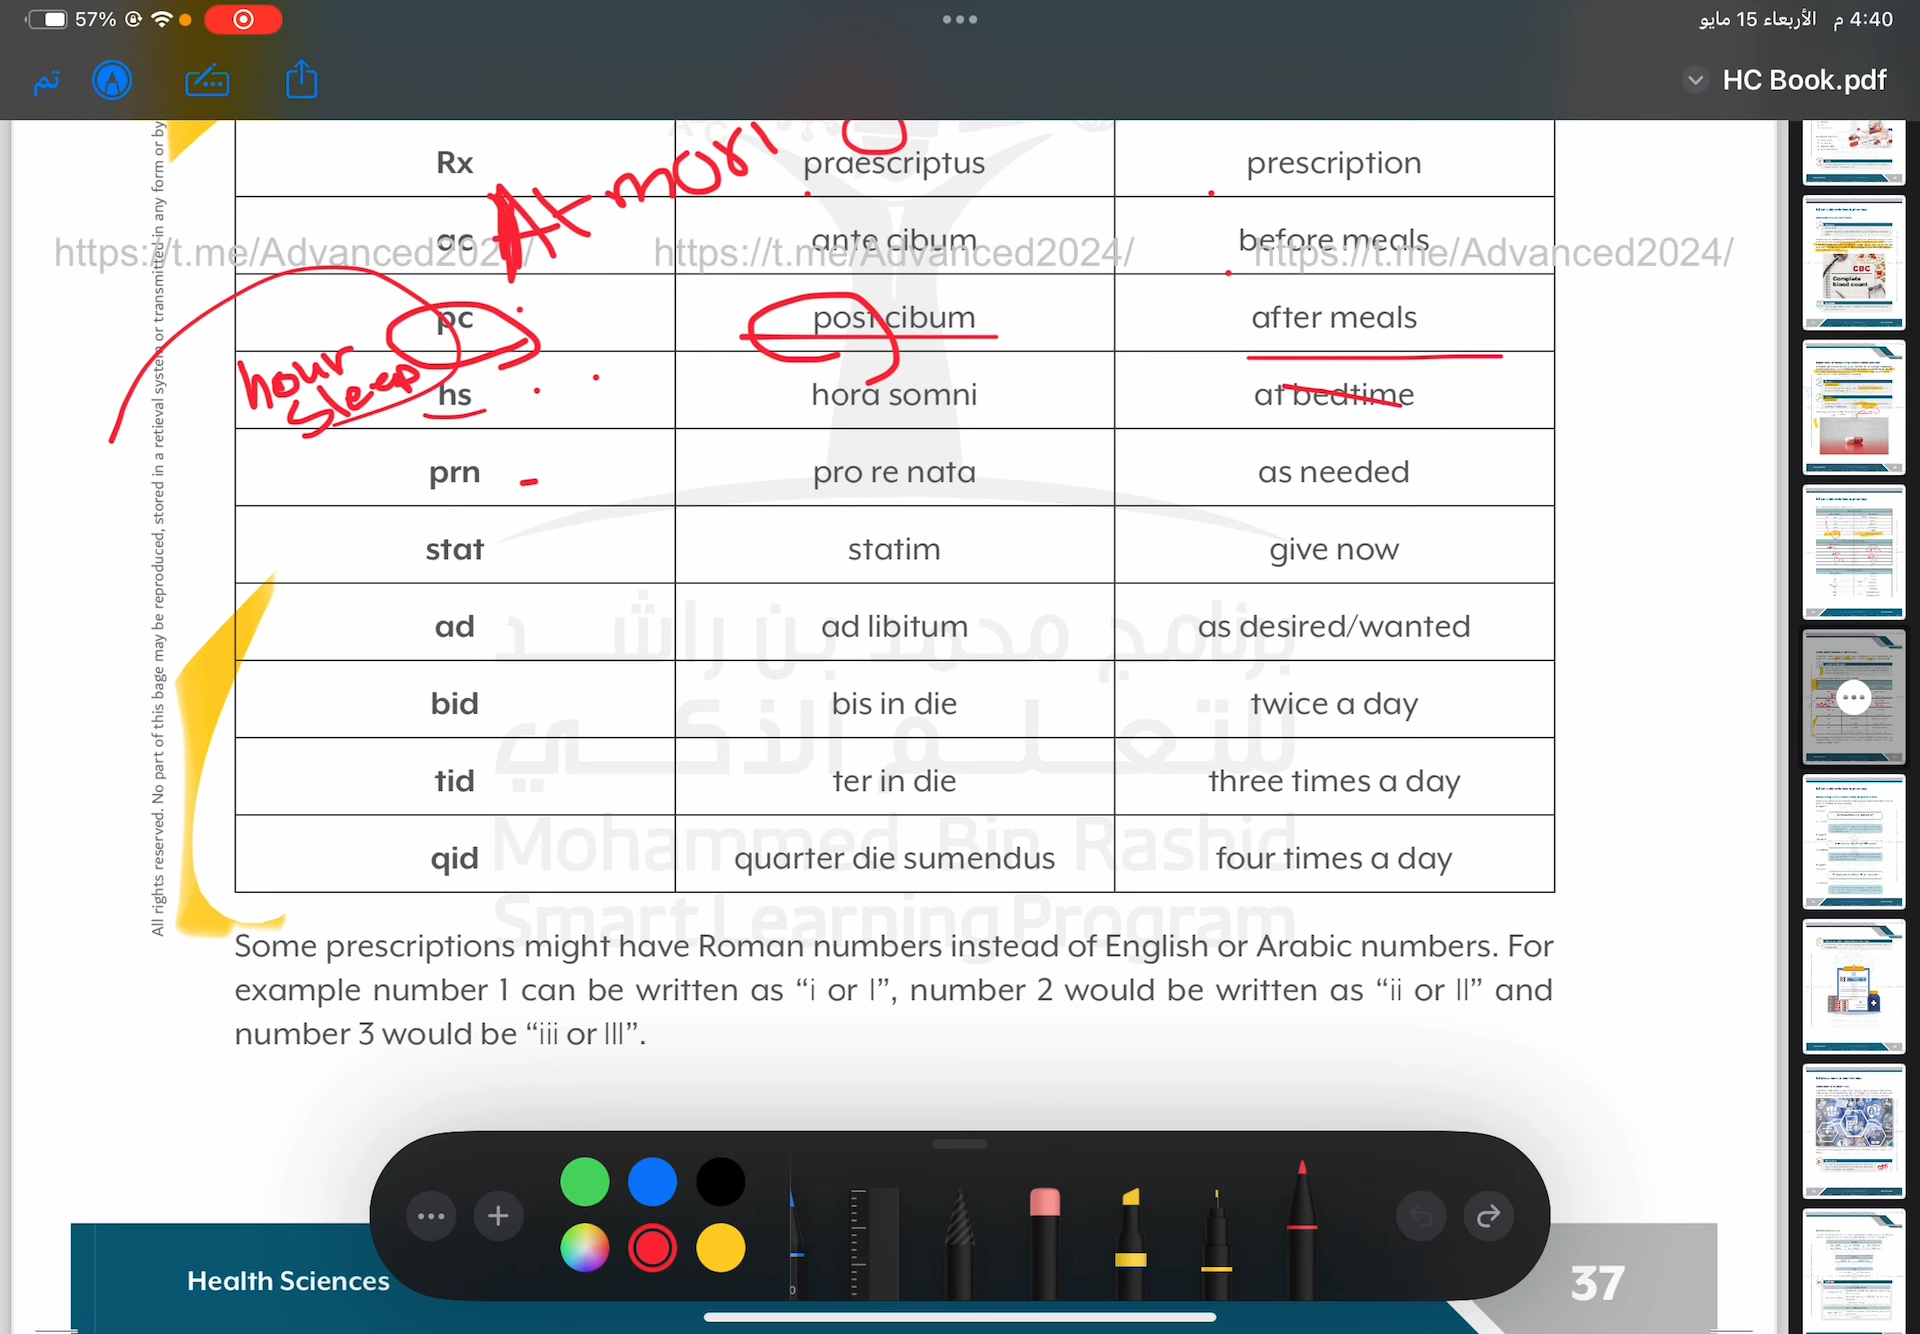 57%
4:40 م الأربعاء 15 مايو
تم
HC Book.pdf
Rx praescriptus prescription
At mori
ac ante cibum before meals
https://t.me/Advanced2024/ https://t.me/Advanced2024/ https://t.me/Advanced2024/
pc post cibum after meals
hour
sleep
hs hora somni at bedtime
prn pro re nata as needed
stat statim give now
ad ad libitum as desired/wanted
bid bis in die twice a day
tid ter in die three times a day
qid quarter die sumendus four times a day
برنامج محمد بن راشد
للتعلم الذكي
Mohammed Bin Rashid
Smart Learning Program
All rights reserved. No part of this bage may be reproduced, stored in a retieval system or transmitted in any form or by
Some prescriptions might have Roman numbers instead of English or Arabic numbers. For
example number 1 can be written as “i or I”, number 2 would be written as “ii or II” and
number 3 would be “iii or III”.
Health Sciences
37
CBC
Complete
blood count